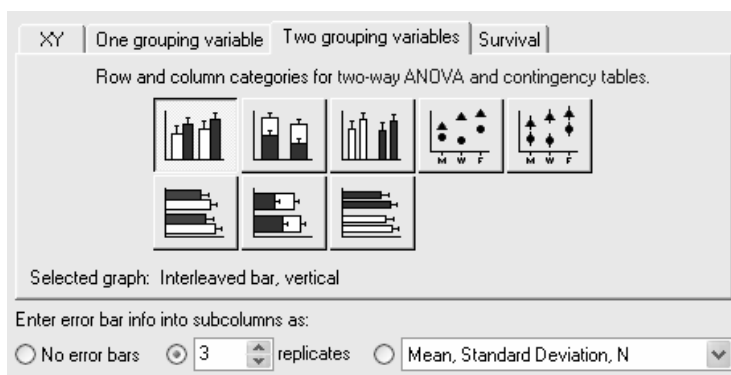 XY One grouping variable Two grouping variables Survival
Row and column categories for two-way ANOVA and contingency tables.
M W F M W F
Selected graph: Interleaved bar, vertical
Enter error bar info into subcolumns as:
No error bars 3 replicates Mean, Standard Deviation, N